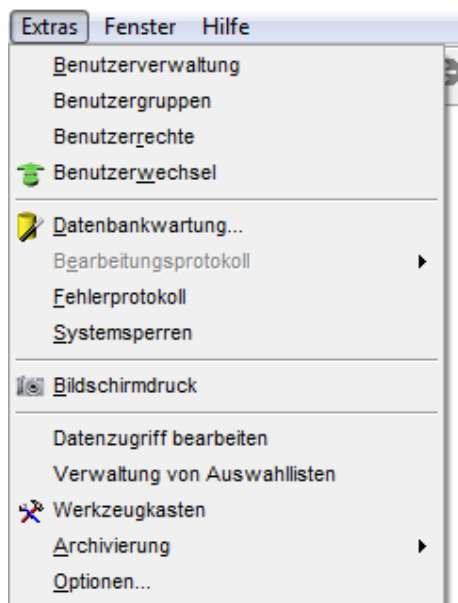 Extras Fenster Hilfe
Benutzerverwaltung
Benutzergruppen
Benutzerrechte
Benutzerwechsel
Datenbankwartung...
Bearbeitungsprotokoll
Fehlerprotokoll
Systemsperren
Bildschirmdruck
Datenzugriff bearbeiten
Verwaltung von Auswahllisten
Werkzeugkasten
Archivierung
Optionen...